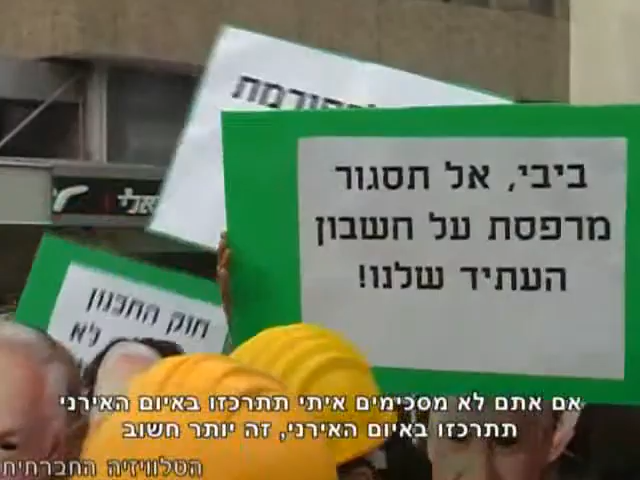 ביבי, אל תסגור
מרפסת על חשבון
העתיד שלנו!
חוק התכנון
לא
אם אתם לא מסכימים איתי תתרכזו באיום האירני
תתרכזו באיום האירני, זה יותר חשוב
הטלוויזיה החברתית